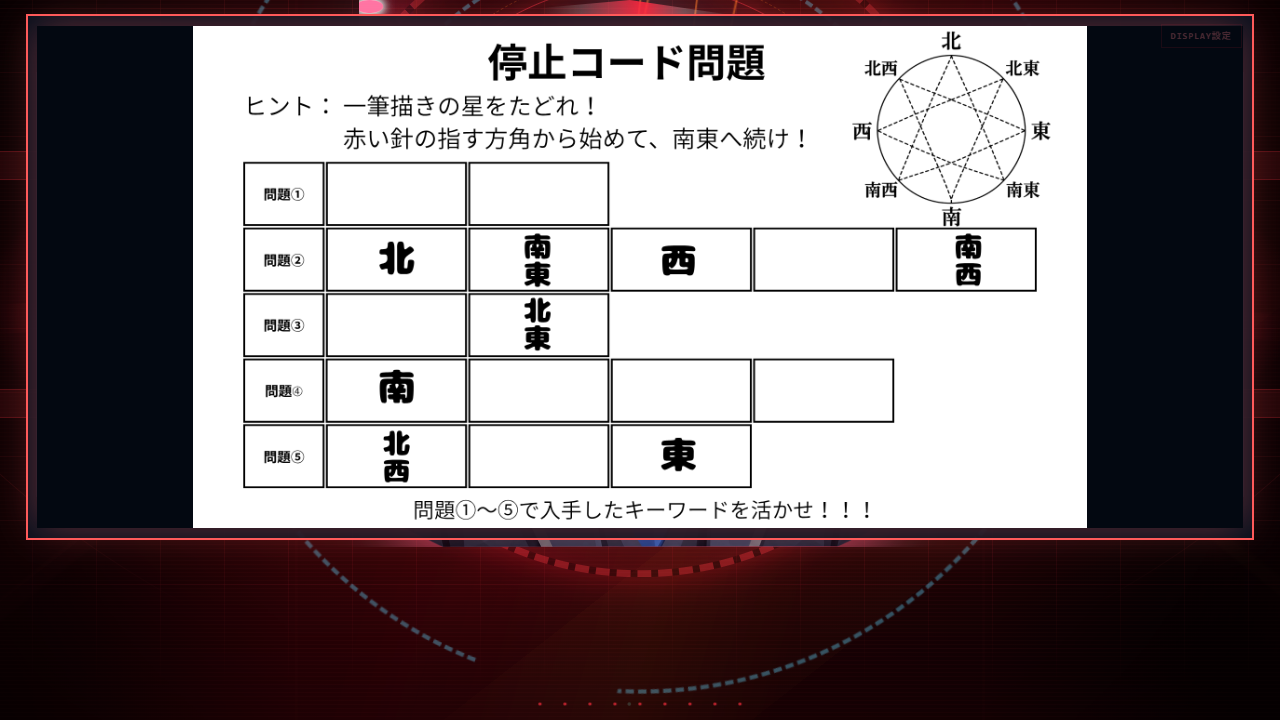 DISPLAY設定
停止コード問題
ヒント： 一筆描きの星をたどれ！
赤い針の指す方角から始めて、南東へ続け！
北
北西
北東
西
東
南西
南東
南
問題①
問題② 北 南東 西 南西
問題③ 北東
問題④ 南
問題⑤ 北西 東
問題①～⑤で入手したキーワードを活かせ！！！